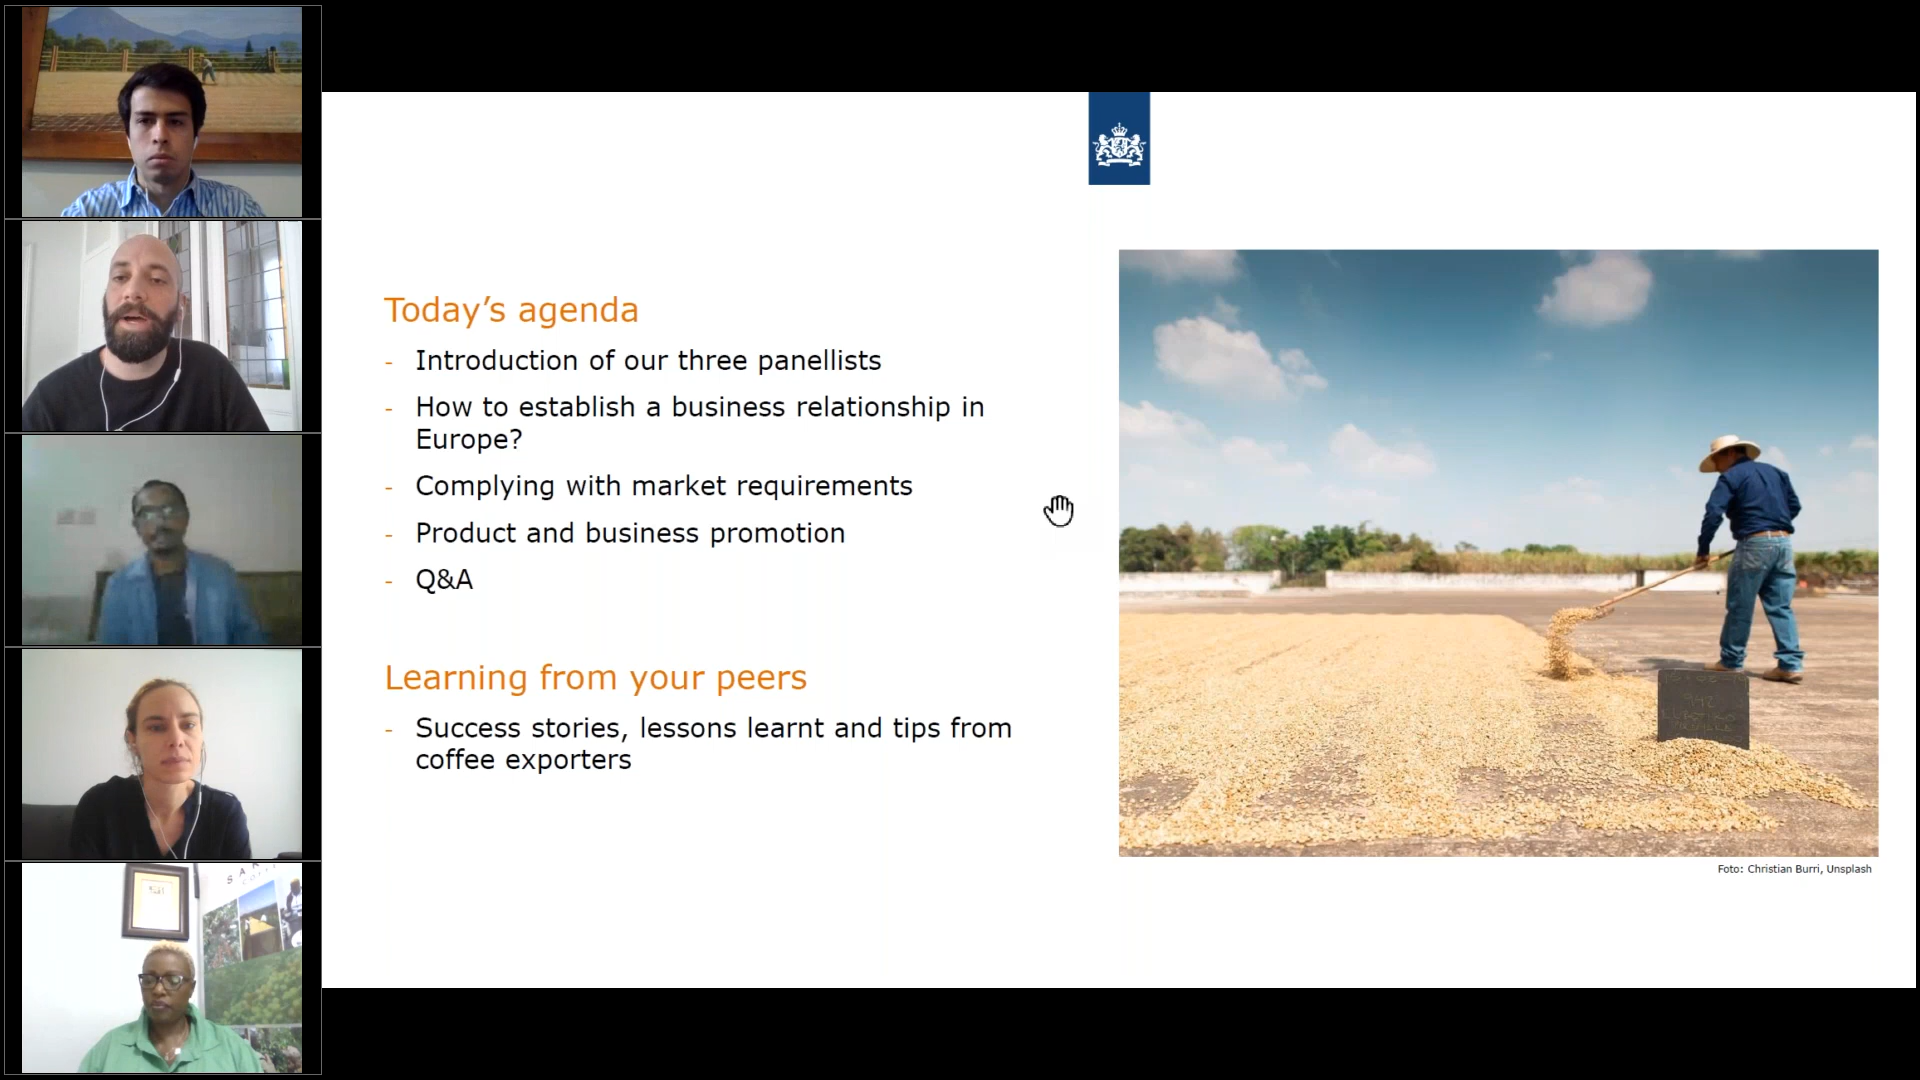 Today’s agenda
- Introduction of our three panellists
- How to establish a business relationship in
Europe?
- Complying with market requirements
- Product and business promotion
- Q&A
Learning from your peers
- Success stories, lessons learnt and tips from
coffee exporters
Foto: Christian Burri, Unsplash